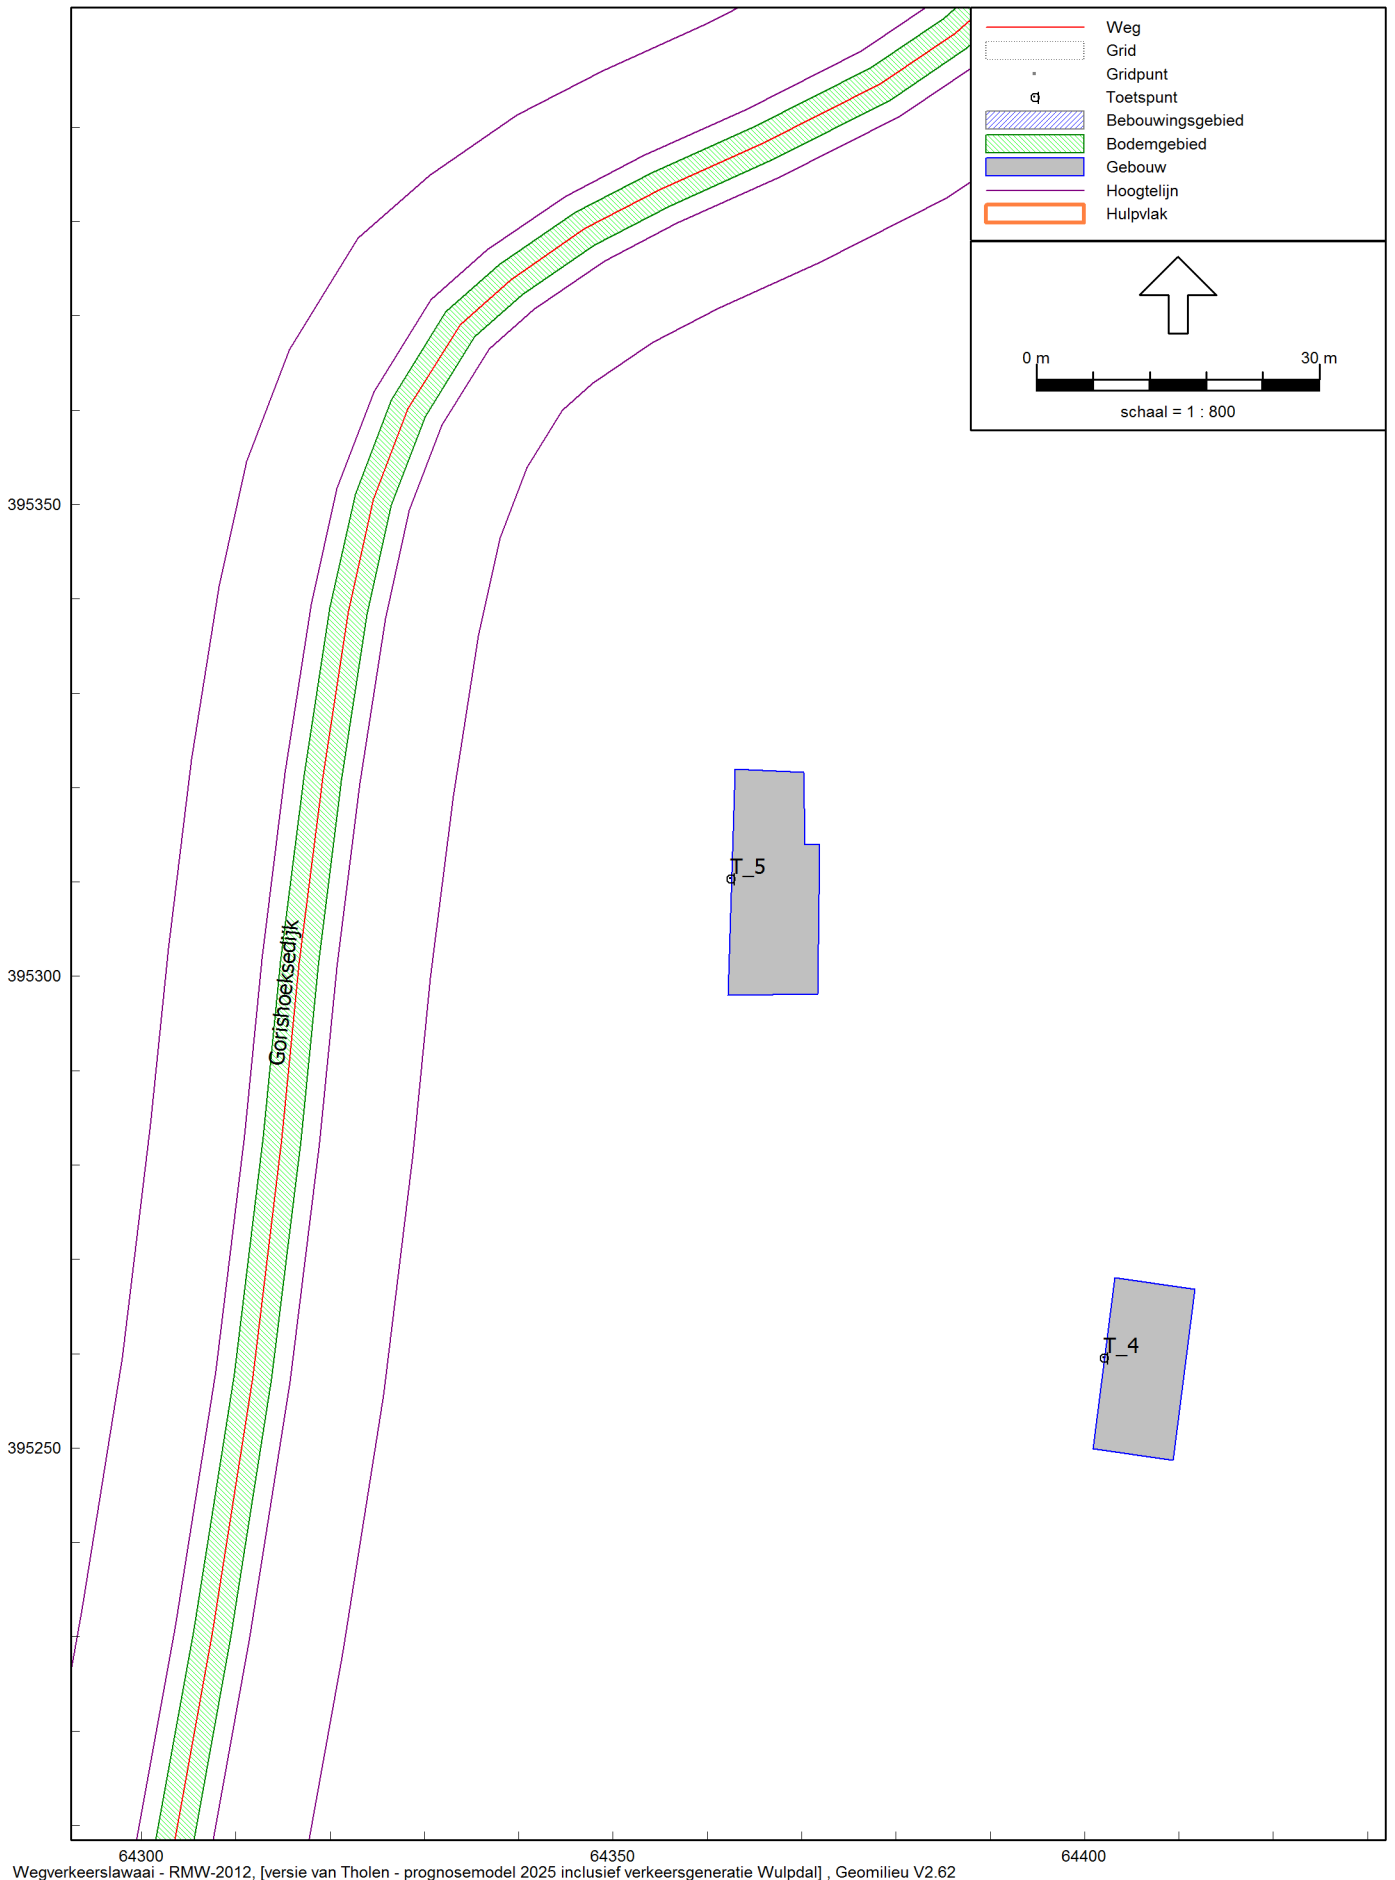 Weg
Grid
Gridpunt
Toetspunt
Bebouwingsgebied
Bodemgebied
Gebouw
Hoogtelijn
Hulpvlak
0 m
30 m
schaal = 1 : 800
395350
T_5
Gorishoeksedijk
395300
T_4
395250
64300
64350
64400
Wegverkeerslawaai - RMW-2012, [versie van Tholen - prognosemodel 2025 inclusief verkeersgeneratie Wulpdal] , Geomilieu V2.62